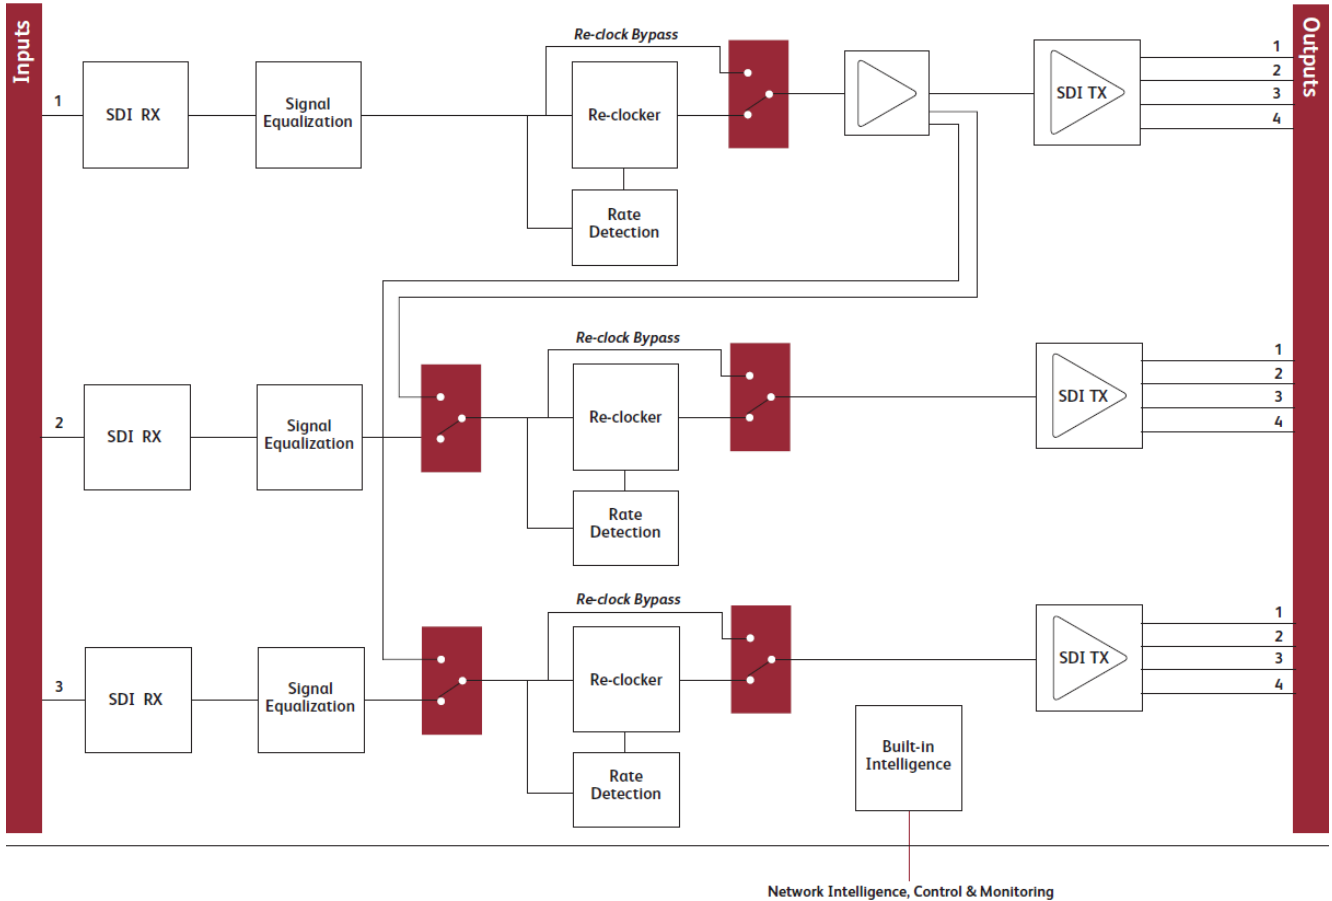 Inputs
Outputs
Re-clock Bypass
1
SDI RX
Signal
Equalization
Re-clocker
SDI TX
1
2
3
4
Rate
Detection
Re-clock Bypass
2
SDI RX
Signal
Equalization
Re-clocker
SDI TX
1
2
3
4
Rate
Detection
Re-clock Bypass
3
SDI RX
Signal
Equalization
Re-clocker
SDI TX
1
2
3
4
Rate
Detection
Built-in
Intelligence
Network Intelligence, Control & Monitoring